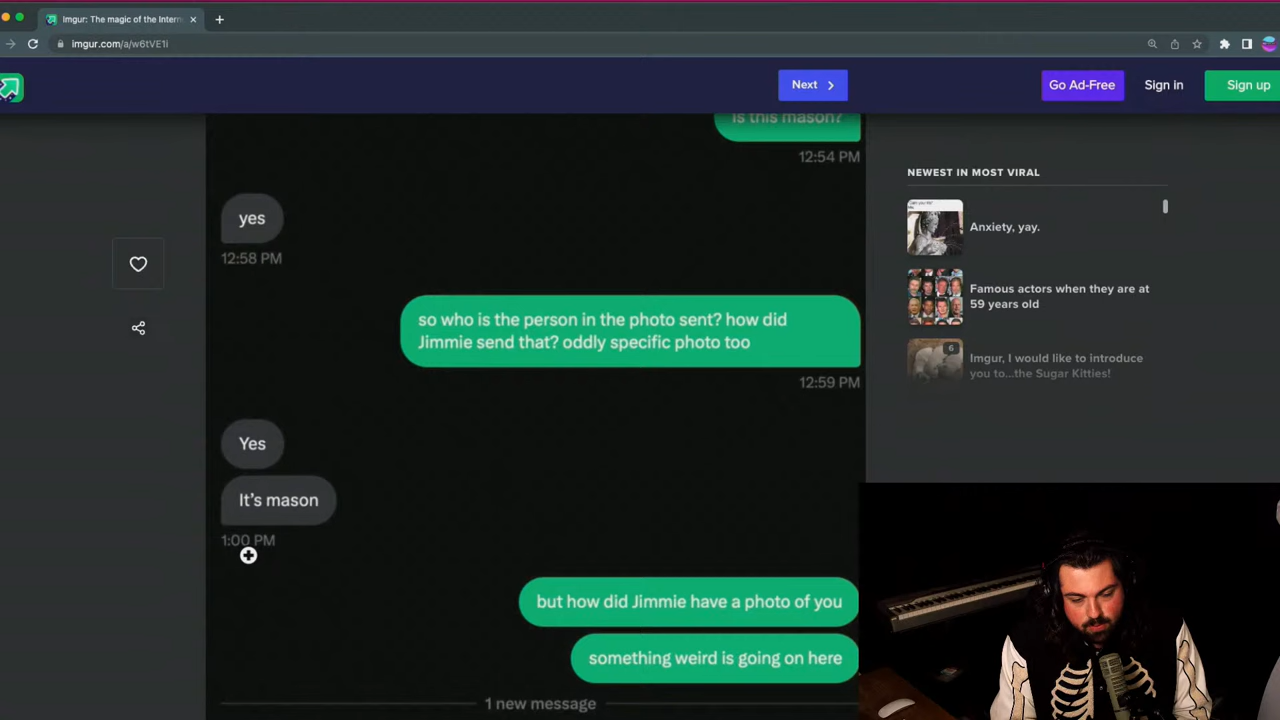 Imgur: The magic of the Intern
imgur.com/a/w6tVE1i
Next
Go Ad-Free
Sign in
Sign up
Is this mason?
12:54 PM
yes
12:58 PM
so who is the person in the photo sent? how did
Jimmie send that? oddly specific photo too
12:59 PM
Yes
It's mason
1:00 PM
but how did Jimmie have a photo of you
something weird is going on here
1 new message
NEWEST IN MOST VIRAL
Anxiety, yay.
Famous actors when they are at
59 years old
6
Imgur, I would like to introduce
you to...the Sugar Kitties!